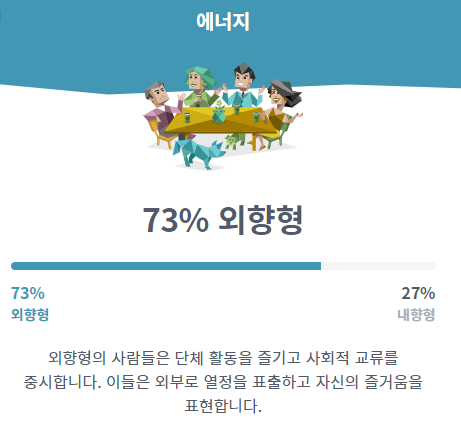 에너지
73% 외향형
73%
27%
외향형
내향형
외향형의 사람들은 단체 활동을 즐기고 사회적 교류를
중시합니다. 이들은 외부로 열정을 표출하고 자신의 즐거움을
표현합니다.